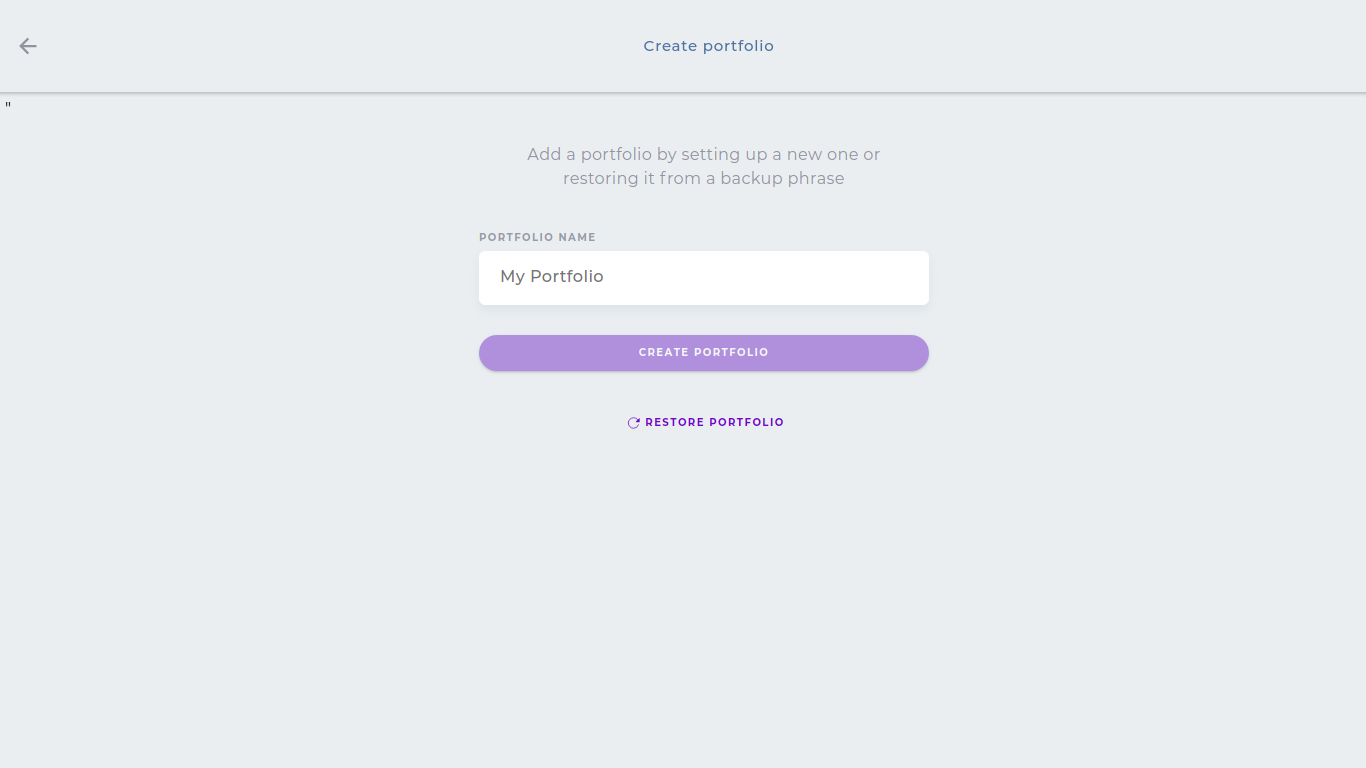 Create portfolio
"
Add a portfolio by setting up a new one or
restoring it from a backup phrase
PORTFOLIO NAME
My Portfolio
CREATE PORTFOLIO
RESTORE PORTFOLIO